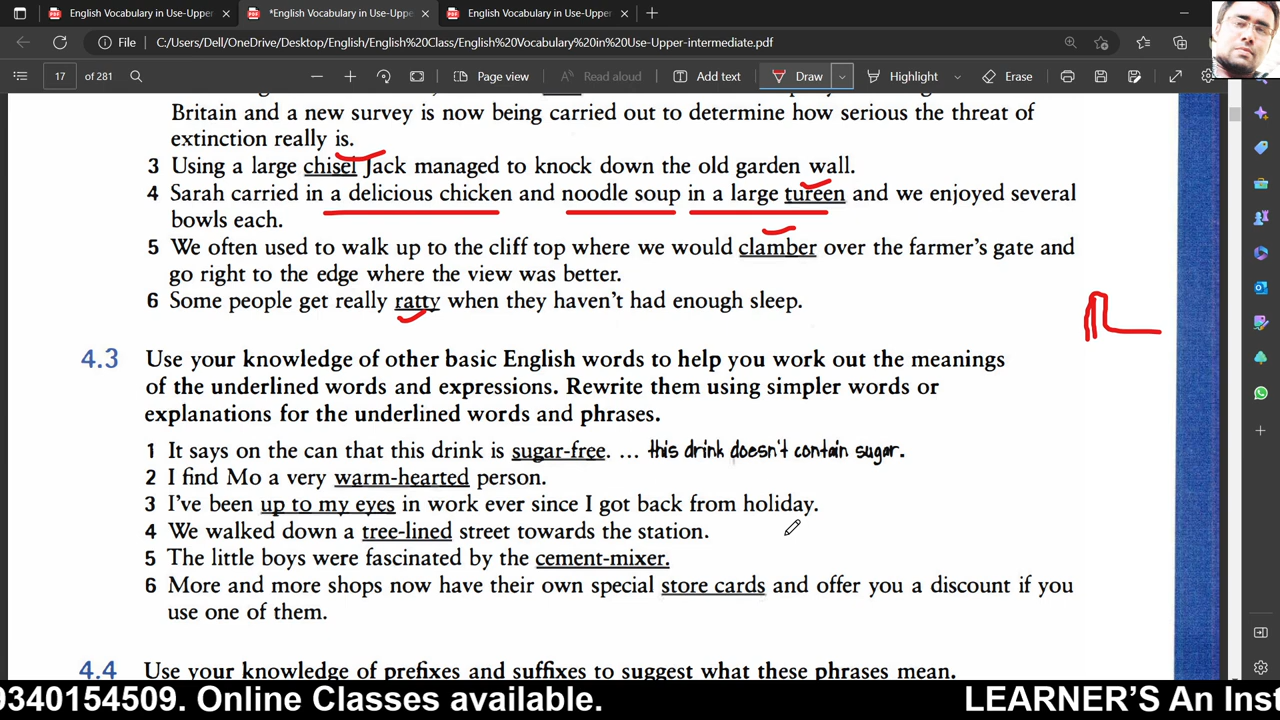 English Vocabulary in Use-Upper
*English Vocabulary in Use-Upper
English Vocabulary in Use-Upper
File C:/Users/Dell/OneDrive/Desktop/English/English%20Class/English%20Vocabulary%20in%20Use-Upper-intermediate.pdf
17 of 281 Page view Read aloud Add text Draw Highlight Erase
Britain and a new survey is now being carried out to determine how serious the threat of
extinction really is.
3 Using a large chisel Jack managed to knock down the old garden wall.
4 Sarah carried in a delicious chicken and noodle soup in a large tureen and we enjoyed several
bowls each.
5 We often used to walk up to the cliff top where we would clamber over the farmer's gate and
go right to the edge where the view was better.
6 Some people get really ratty when they haven't had enough sleep.
4.3 Use your knowledge of other basic English words to help you work out the meanings
of the underlined words and expressions. Rewrite them using simpler words or
explanations for the underlined words and phrases.
1 It says on the can that this drink is sugar-free. ... this drink doesn't contain sugar.
2 I find Mo a very warm-hearted person.
3 I've been up to my eyes in work ever since I got back from holiday.
4 We walked down a tree-lined street towards the station.
5 The little boys were fascinated by the cement-mixer.
6 More and more shops now have their own special store cards and offer you a discount if you
use one of them.
4.4 Use your knowledge of prefixes and suffixes to suggest what these phrases mean.
9340154509. Online Classes available. LEARNER'S An Inst